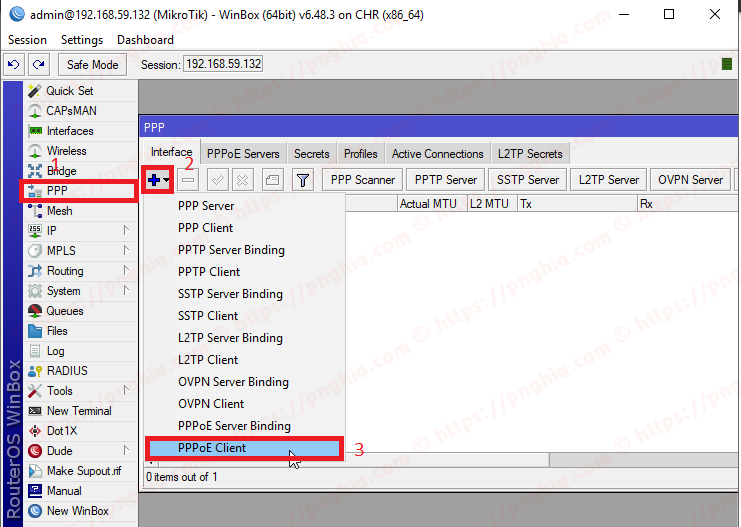 admin@192.168.59.132 (MikroTik) - WinBox (64bit) v6.48.3 on CHR (x86_64)
Session Settings Dashboard
Safe Mode Session: 192.168.59.132
Quick Set
CAPsMAN
Interfaces
Wireless
1
Bridge
PPP
Mesh
IP
MPLS
Routing
System
Queues
Files
Log
RADIUS
Tools
New Terminal
Dot1X
Dude
Make Supout.rif
Manual
New WinBox
RouterOS WinBox
PPP
Interface PPPoE Servers Secrets Profiles Active Connections L2TP Secrets
2
PPP Scanner PPTP Server SSTP Server L2TP Server OVPN Server
Actual MTU L2 MTU Tx Rx
PPP Server
PPP Client
PPTP Server Binding
PPTP Client
SSTP Server Binding
SSTP Client
L2TP Server Binding
L2TP Client
OVPN Server Binding
OVPN Client
PPPoE Server Binding
PPPoE Client
3
0 items out of 1
© https://pnghia.com